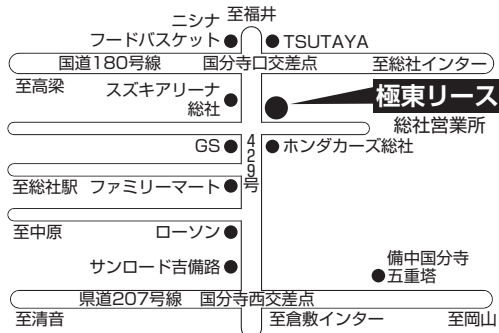 至福井
ニシナ
フードバスケット
TSUTAYA
国道180号線 国分寺口交差点 至総社インター
至高梁
スズキアリーナ
総社
極東リース
総社営業所
GS
429号
ホンダカーズ総社
至総社駅 ファミリーマート
至中原 ローソン
サンロード吉備路
備中国分寺
五重塔
県道207号線 国分寺西交差点
至清音 至倉敷インター 至岡山